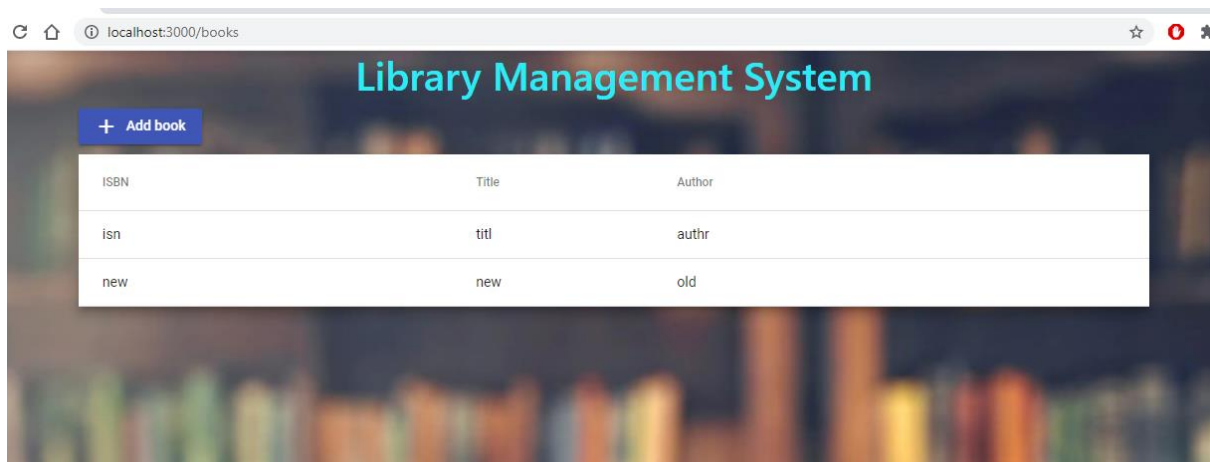 localhost:3000/books
Library Management System
+ Add book
ISBN Title Author
isn titl authr
new new old